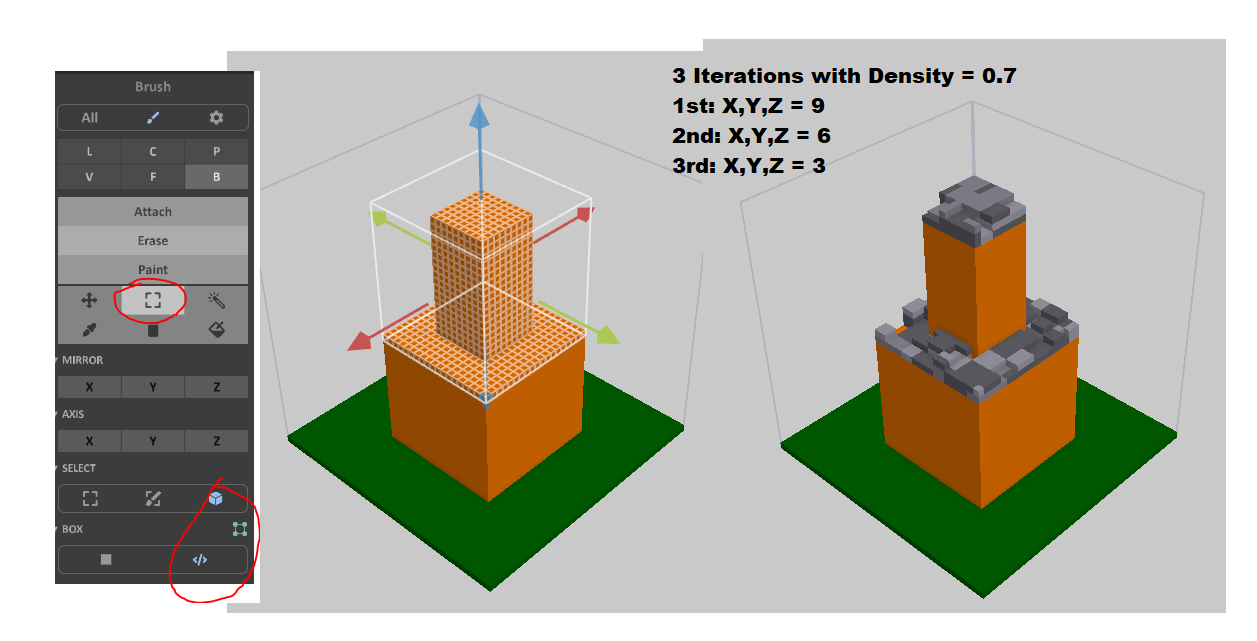 Brush
All
L C P
V F B
Attach
Erase
Paint
MIRROR
X Y Z
AXIS
X Y Z
SELECT
BOX
</>
3 Iterations with Density = 0.7
1st: X,Y,Z = 9
2nd: X,Y,Z = 6
3rd: X,Y,Z = 3